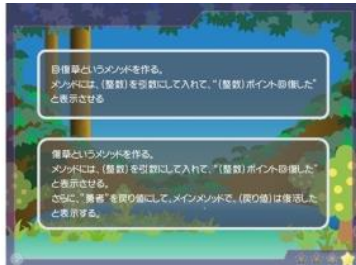 回復草というメソッドを作る。
メソッドには、(整数)を引数にして入れて、“(整数)ポイント回復した”
と表示させる
傷草というメソッドを作る。
メソッドには、(整数)を引数にして入れて、“(整数)ポイント回復した”
と表示させる。
さらに、“勇者”を戻り値にして、メインメソッドで、(戻り値)は復活した
と表示する。